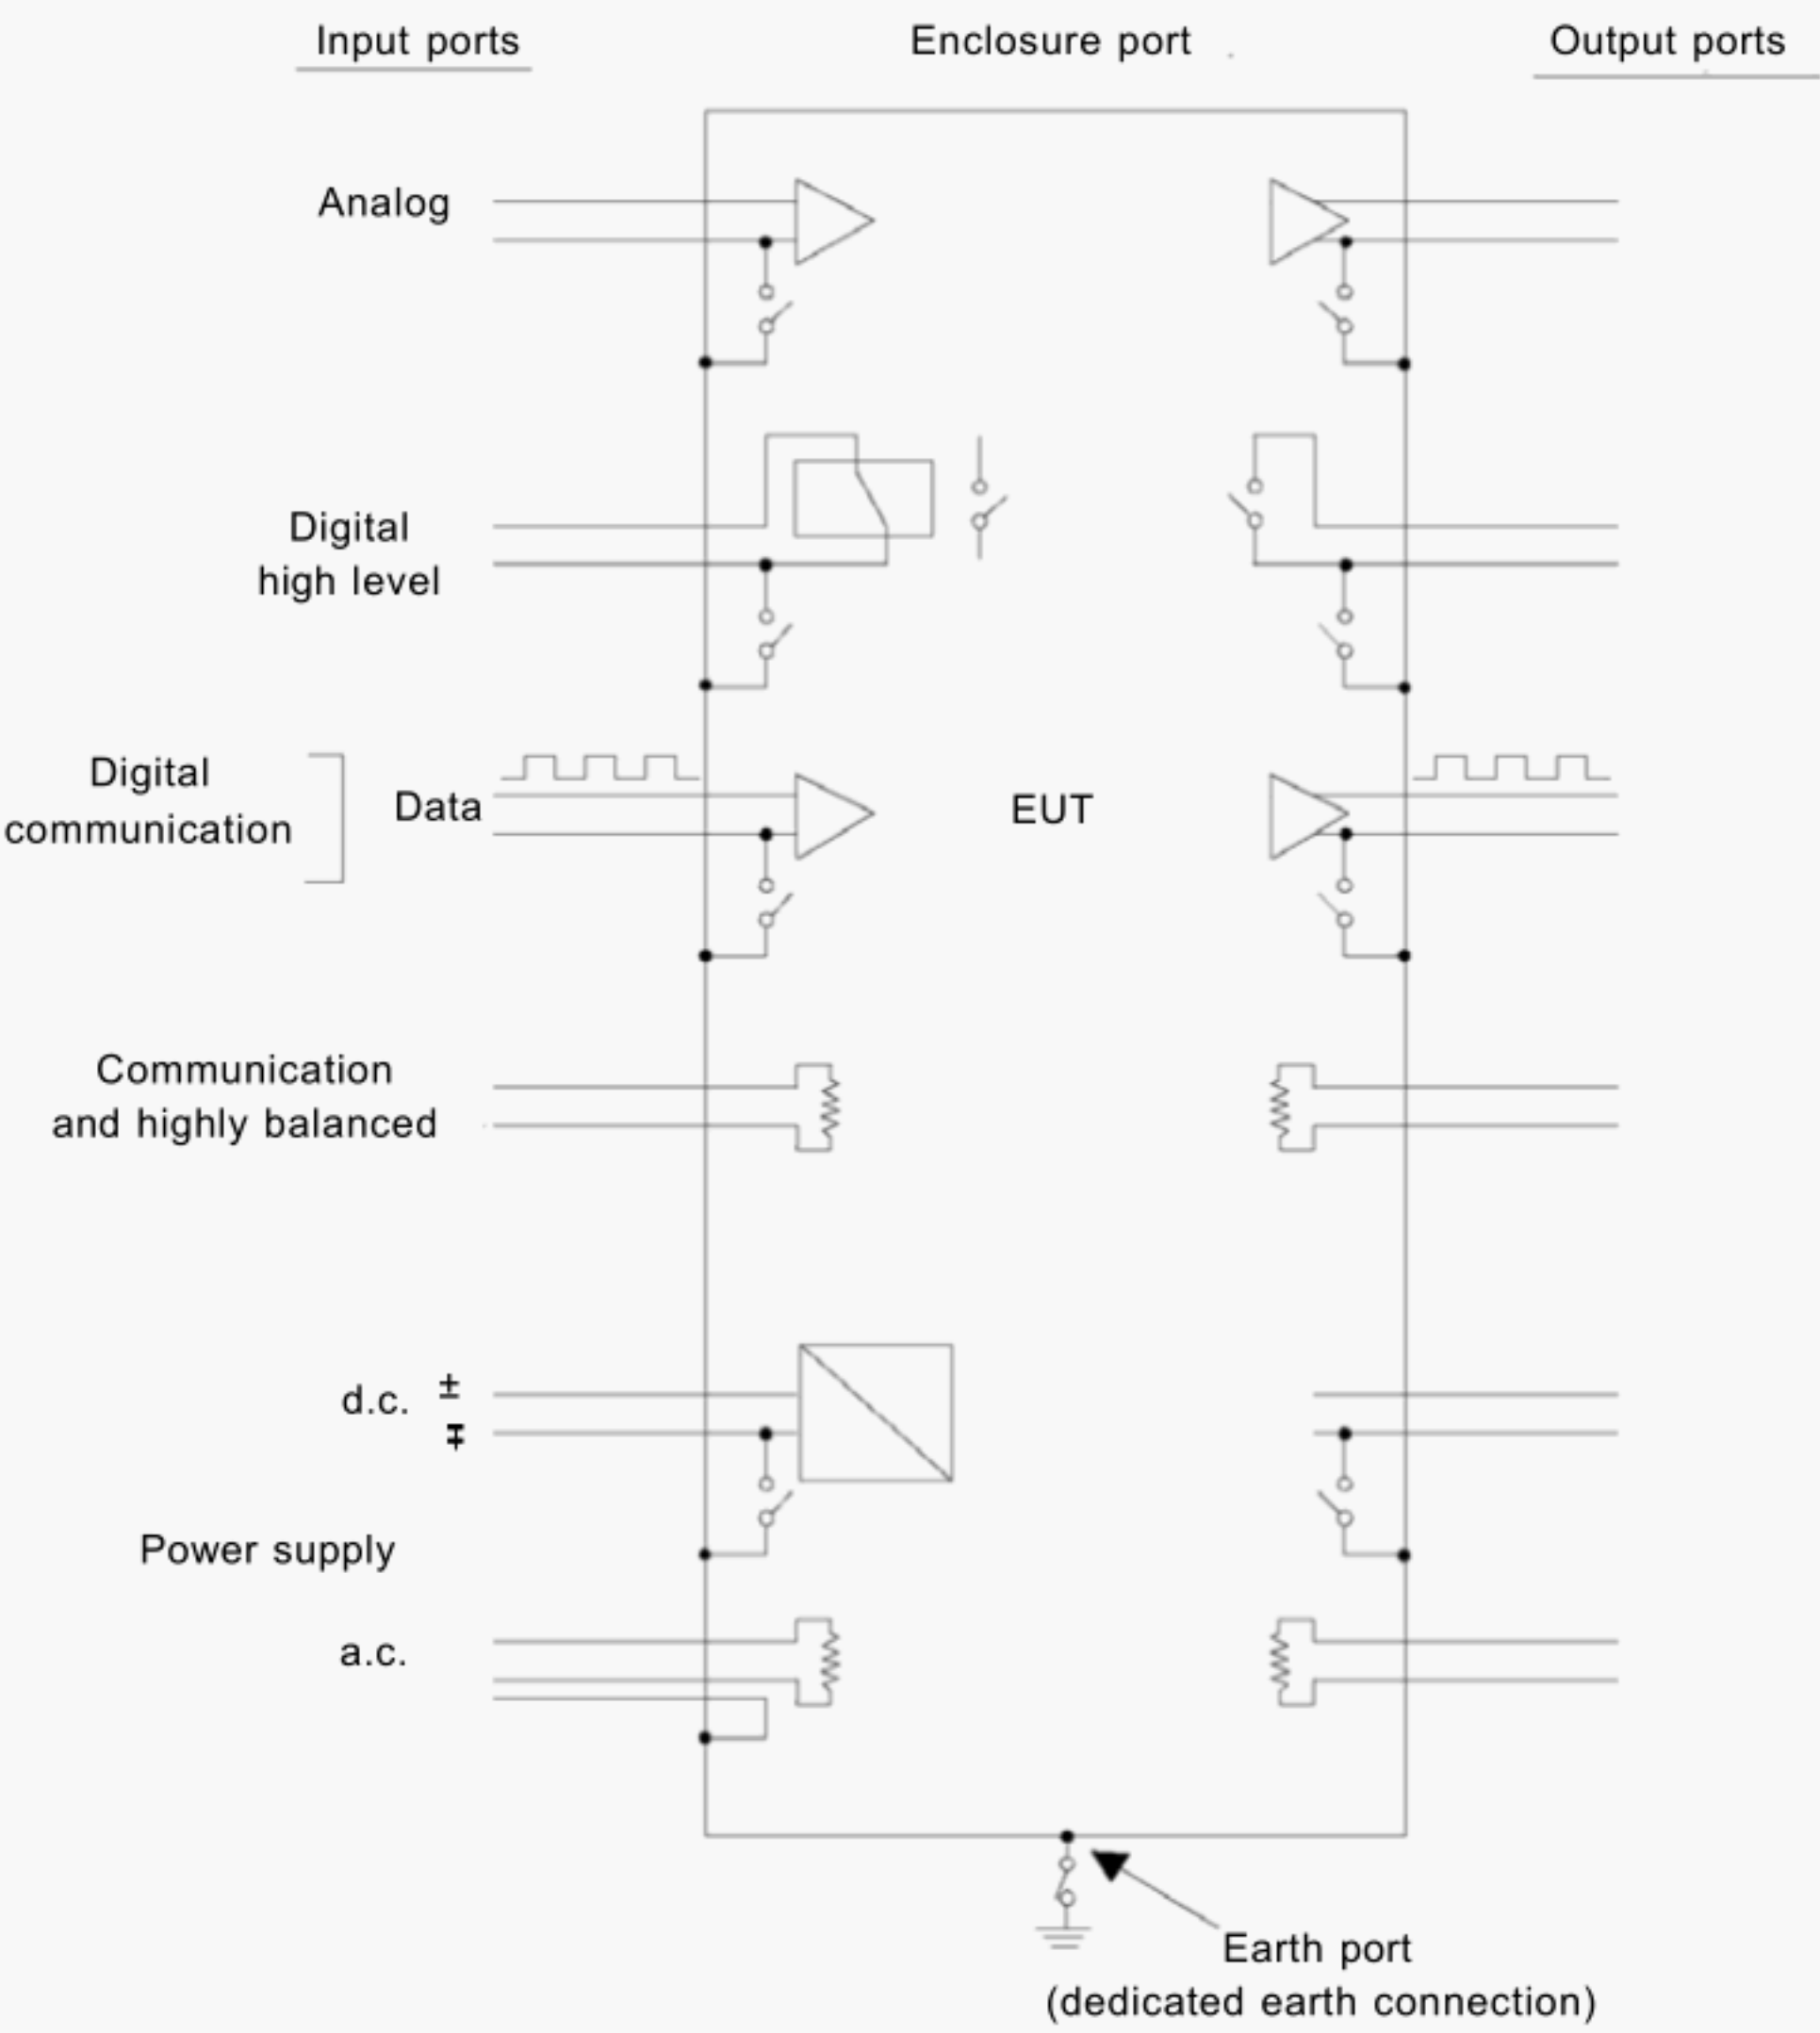 Input ports
Enclosure port
Output ports
Analog
Digital
high level
Digital
communication
Data
EUT
Communication
and highly balanced
d.c. ±
∓
Power supply
a.c.
Earth port
(dedicated earth connection)